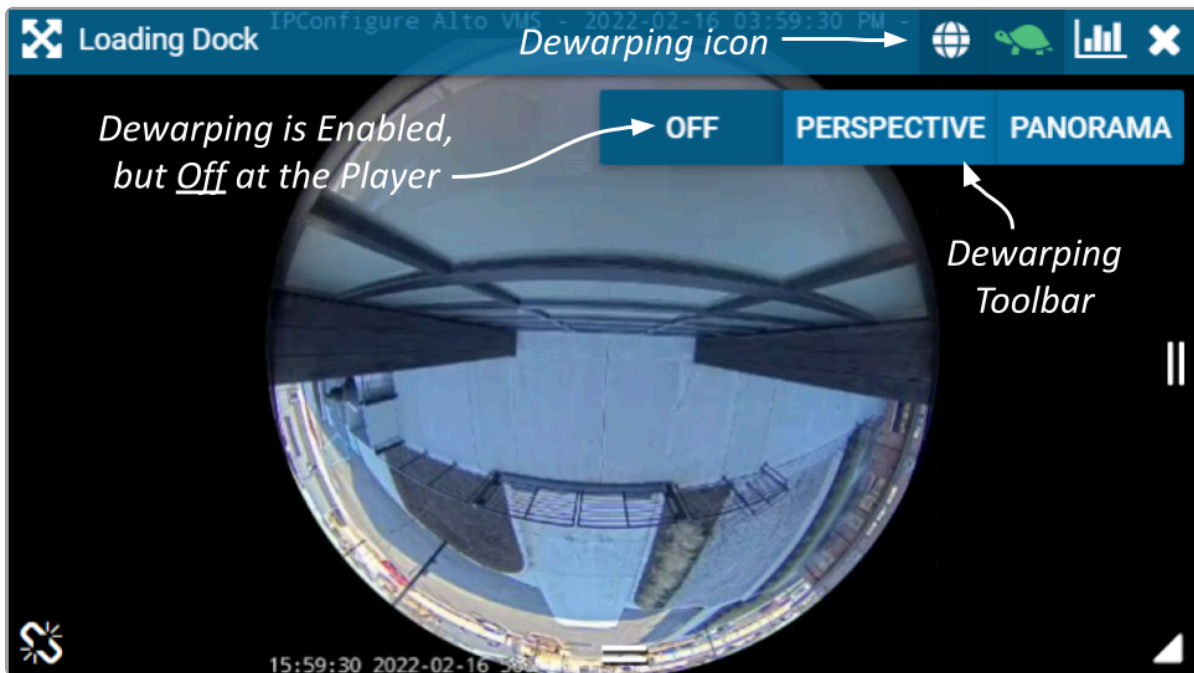 IPConfigure Alto VMS - 2022-02-16 03:59:30 PM -
Loading Dock
Dewarping icon
Dewarping is Enabled,
but Off at the Player
OFF
PERSPECTIVE
PANORAMA
Dewarping
Toolbar
15:59:30 2022-02-16